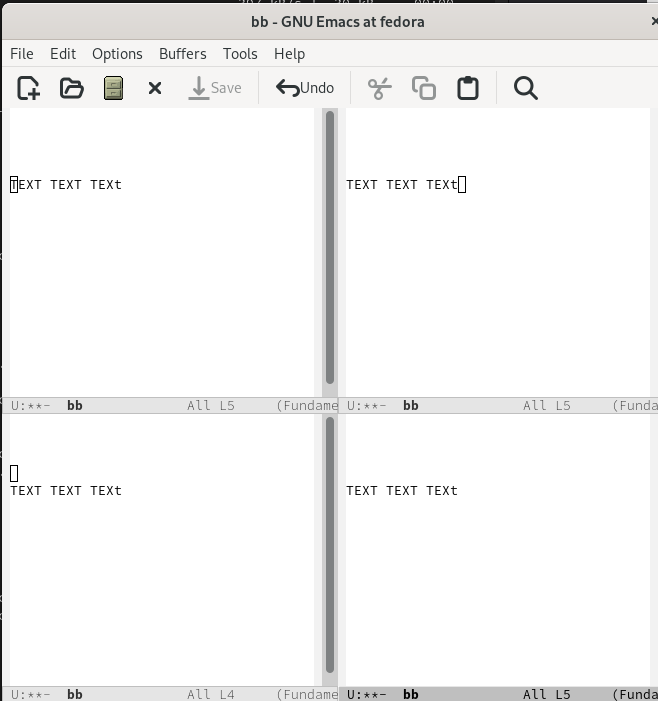 bb - GNU Emacs at fedora
File Edit Options Buffers Tools Help
Save Undo
TEXT TEXT TEXt
TEXT TEXT TEXt
U:**- bb All L5 (Fundame
U:**- bb All L5 (Funda
TEXT TEXT TEXt
TEXT TEXT TEXt
U:**- bb All L4 (Fundame
U:**- bb All L5 (Funda